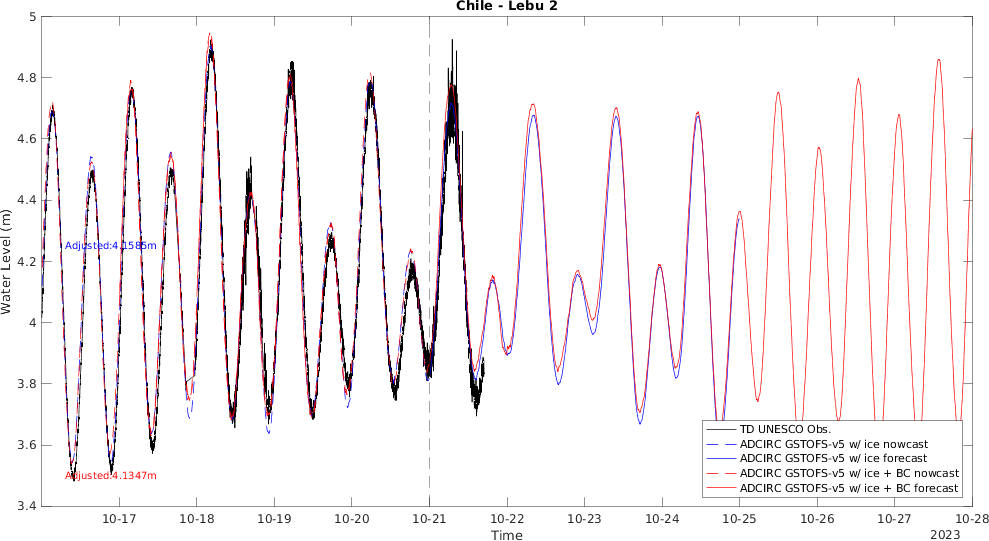 Chile - Lebu 2
Water Level (m)
5
4.8
4.6
4.4
4.2
4
3.8
3.6
3.4
Adjusted:4.1585m
Adjusted:4.1347m
TD UNESCO Obs.
ADCIRC GSTOFS-v5 w/ ice nowcast
ADCIRC GSTOFS-v5 w/ ice forecast
ADCIRC GSTOFS-v5 w/ ice + BC nowcast
ADCIRC GSTOFS-v5 w/ ice + BC forecast
10-17 10-18 10-19 10-20 10-21 10-22 10-23 10-24 10-25 10-26 10-27 10-28
Time
2023